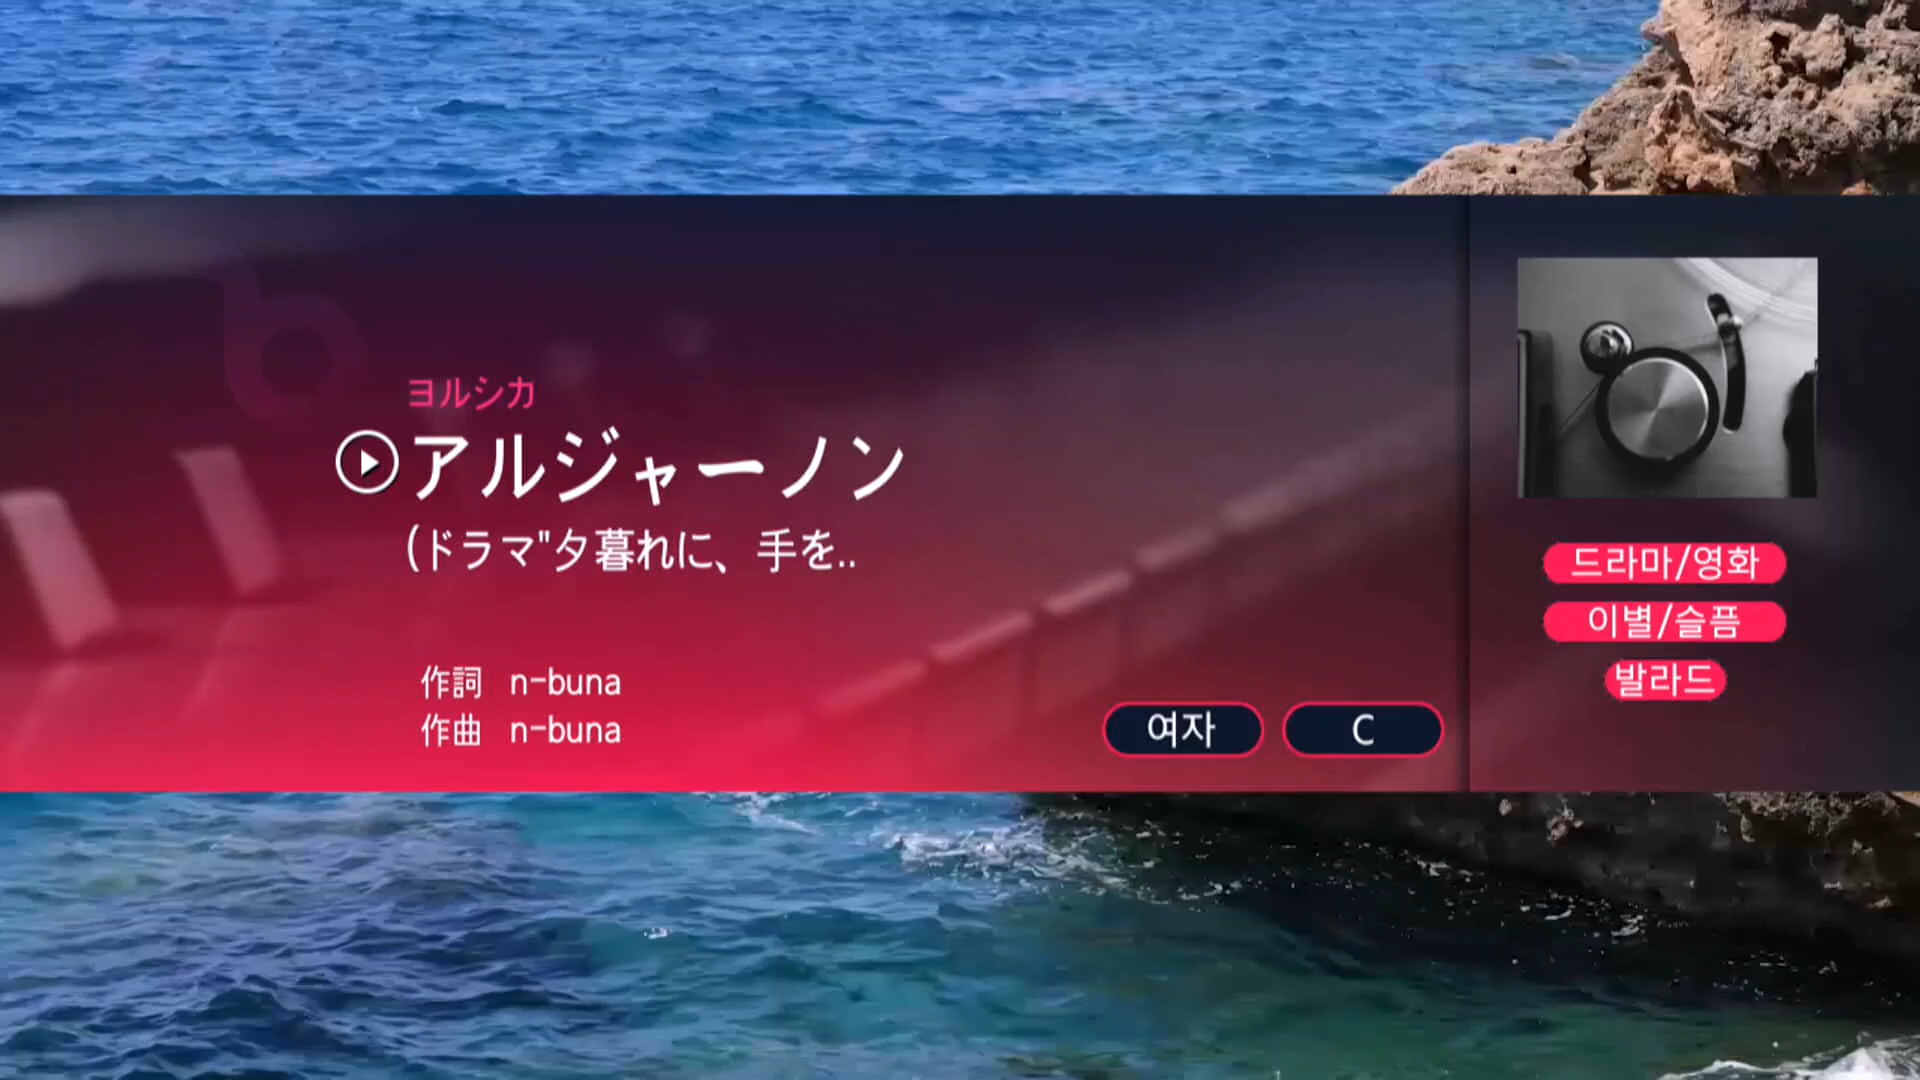 ヨルシカ
アルジャーノン
(ドラマ"夕暮れに、手を..
作詞 n-buna
作曲 n-buna
여자 C
드라마/영화
이별/슬픔
발라드